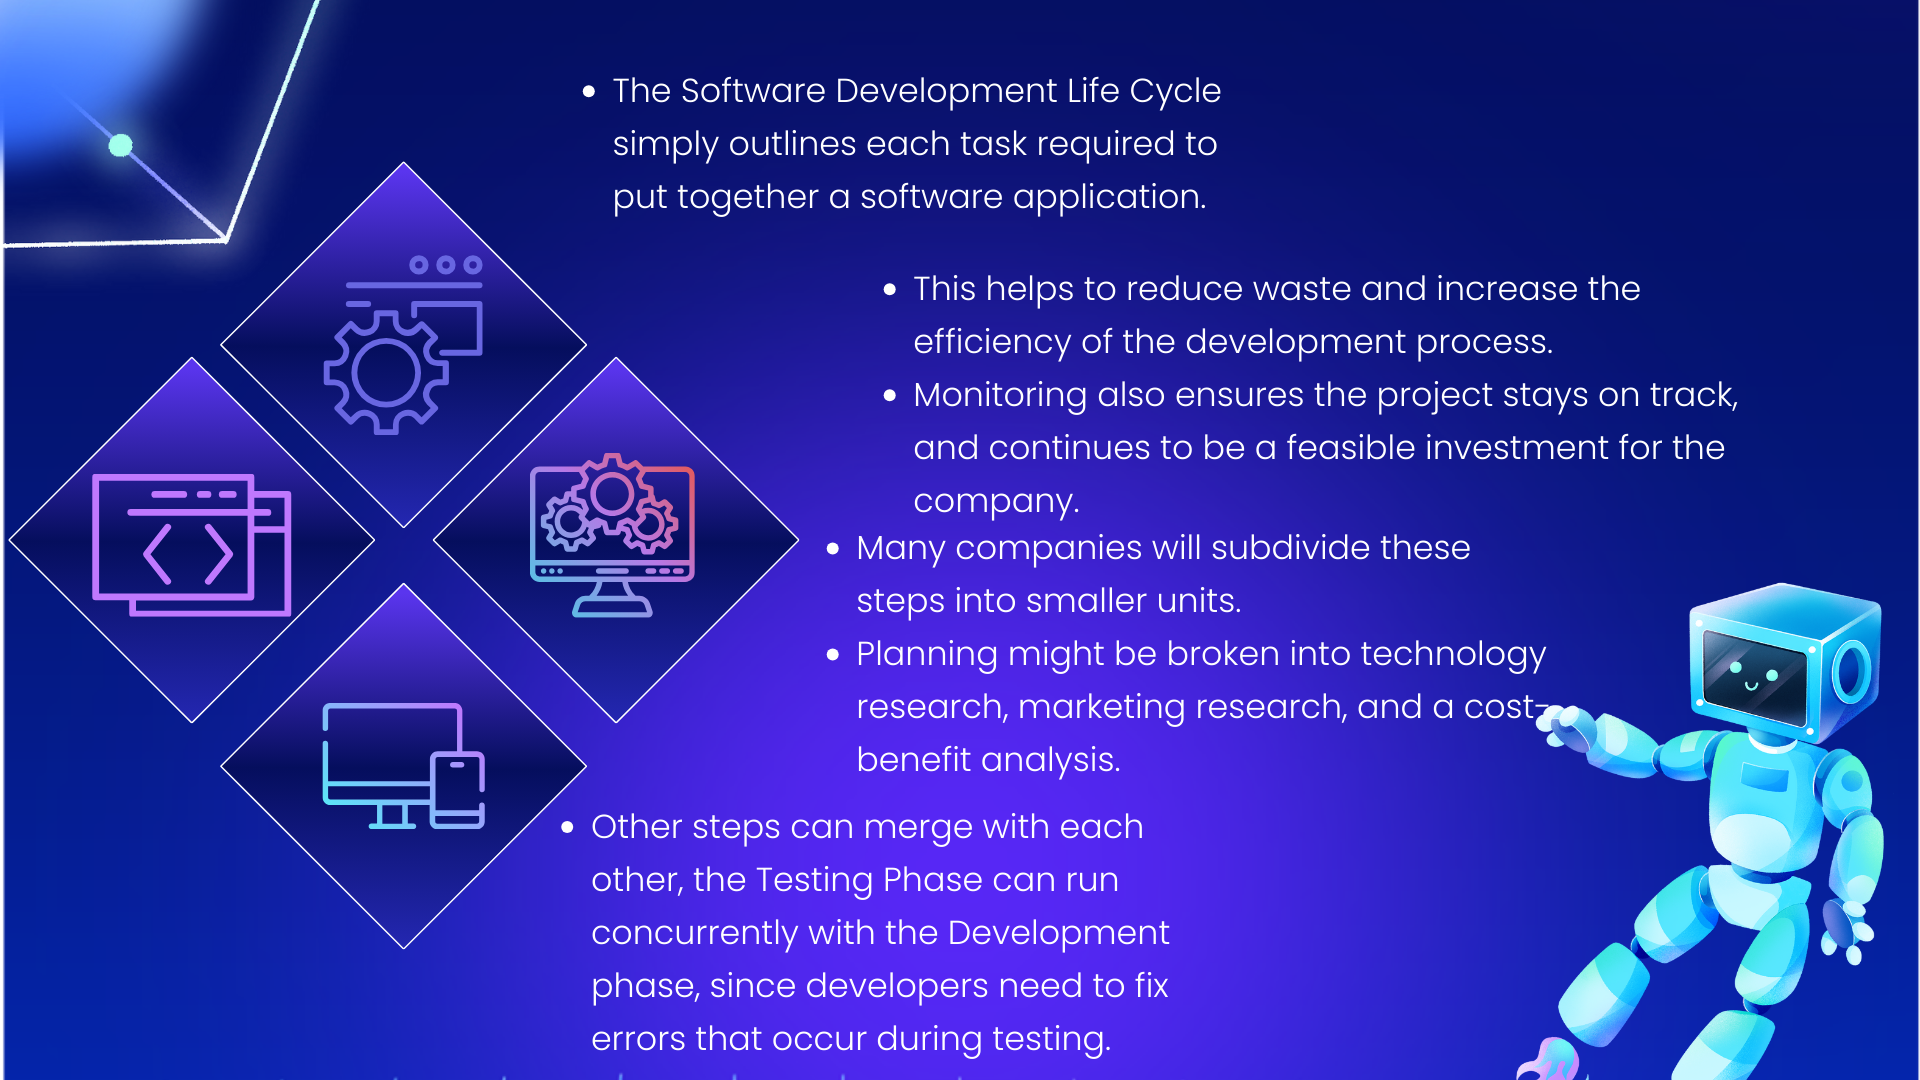 • The Software Development Life Cycle
simply outlines each task required to
put together a software application.
• This helps to reduce waste and increase the
efficiency of the development process.
• Monitoring also ensures the project stays on track,
and continues to be a feasible investment for the
company.
• Many companies will subdivide these
steps into smaller units.
• Planning might be broken into technology
research, marketing research, and a cost-
benefit analysis.
• Other steps can merge with each
other, the Testing Phase can run
concurrently with the Development
phase, since developers need to fix
errors that occur during testing.